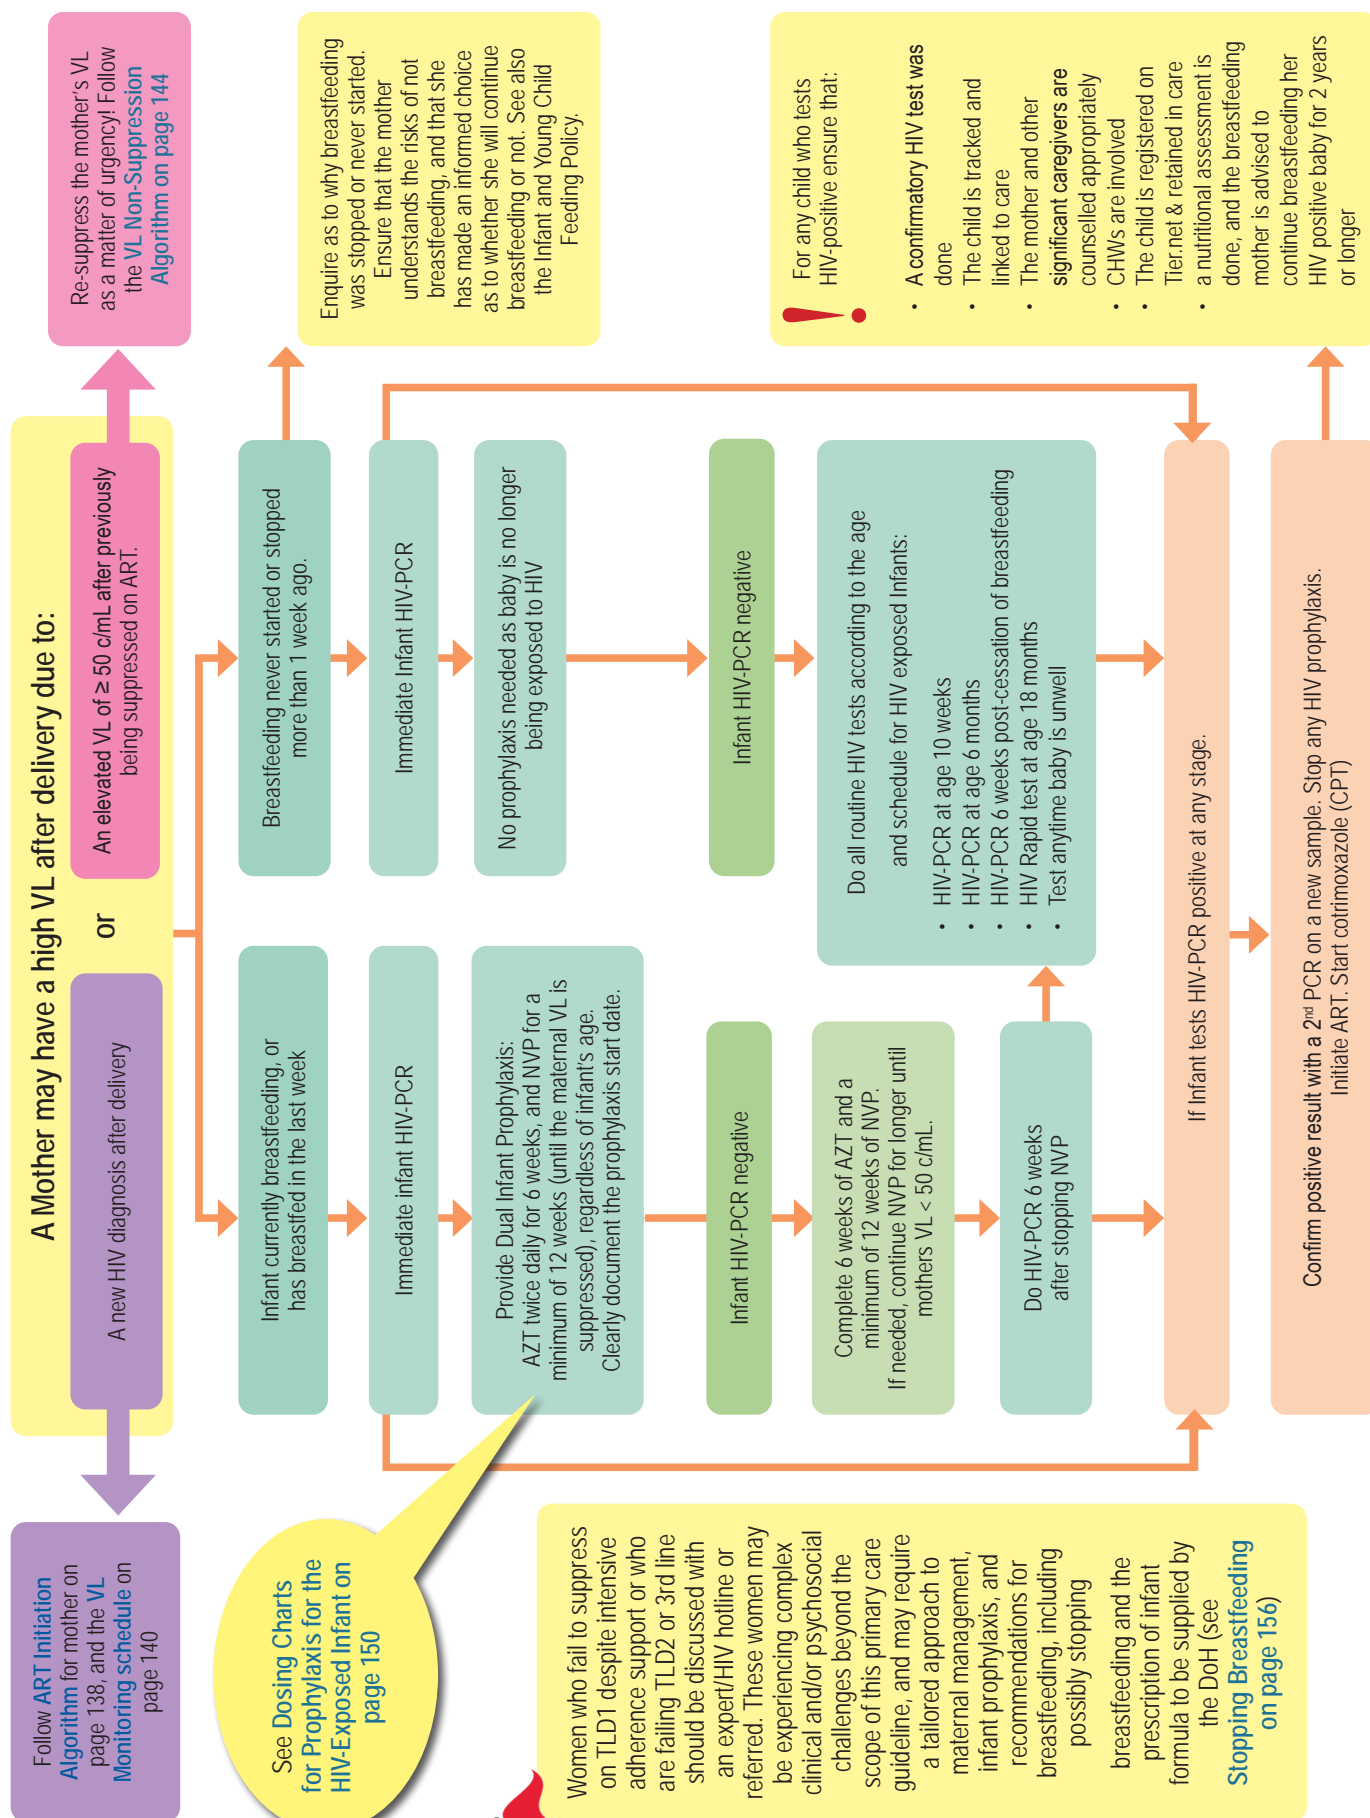 A Mother may have a high VL after delivery due to:
A new HIV diagnosis after delivery
or
An elevated VL of ≥ 50 c/mL after previously
being suppressed on ART.
Follow ART Initiation
Algorithm for mother on
page 138, and the VL
Monitoring schedule on
page 140
Re-suppress the mother's VL
as a matter of urgency! Follow
the VL Non-Suppression
Algorithm on page 144
Infant currently breastfeeding, or
has breastfed in the last week
Breastfeeding never started or stopped
more than 1 week ago.
Enquire as to why breastfeeding
was stopped or never started.
Ensure that the mother
understands the risks of not
breastfeeding, and that she
has made an informed choice
as to whether she will continue
breastfeeding or not. See also
the Infant and Young Child
Feeding Policy.
Immediate infant HIV-PCR
Immediate Infant HIV-PCR
See Dosing Charts
for Prophylaxis for the
HIV-Exposed Infant on
page 150
Provide Dual Infant Prophylaxis:
AZT twice daily for 6 weeks, and NVP for a
minimum of 12 weeks (until the maternal VL is
suppressed), regardless of infant's age.
Clearly document the prophylaxis start date.
No prophylaxis needed as baby is no longer
being exposed to HIV
Infant HIV-PCR negative
Infant HIV-PCR negative
Complete 6 weeks of AZT and a
minimum of 12 weeks of NVP.
If needed, continue NVP for longer until
mothers VL < 50 c/mL.
Do HIV-PCR 6 weeks
after stopping NVP
Do all routine HIV tests according to the age
and schedule for HIV exposed Infants:
• HIV-PCR at age 10 weeks
• HIV-PCR at age 6 months
• HIV-PCR 6 weeks post-cessation of breastfeeding
• HIV Rapid test at age 18 months
• Test anytime baby is unwell
Women who fail to suppress
on TLD1 despite intensive
adherence support or who
are failing TLD2 or 3rd line
should be discussed with
an expert/HIV hotline or
referred. These women may
be experiencing complex
clinical and/or psychosocial
challenges beyond the
scope of this primary care
guideline, and may require
a tailored approach to
maternal management,
infant prophylaxis, and
recommendations for
breastfeeding, including
possibly stopping
breastfeeding and the
prescription of infant
formula to be supplied by
the DoH (see
Stopping Breastfeeding
on page 156)
If Infant tests HIV-PCR positive at any stage.
Confirm positive result with a 2nd PCR on a new sample. Stop any HIV prophylaxis.
Initiate ART. Start cotrimoxazole (CPT)
For any child who tests
HIV-positive ensure that:
• A confirmatory HIV test was
done
• The child is tracked and
linked to care
• The mother and other
significant caregivers are
counselled appropriately
• CHWs are involved
• The child is registered on
Tier.net & retained in care
• a nutritional assessment is
done, and the breastfeeding
mother is advised to
continue breastfeeding her
HIV positive baby for 2 years
or longer